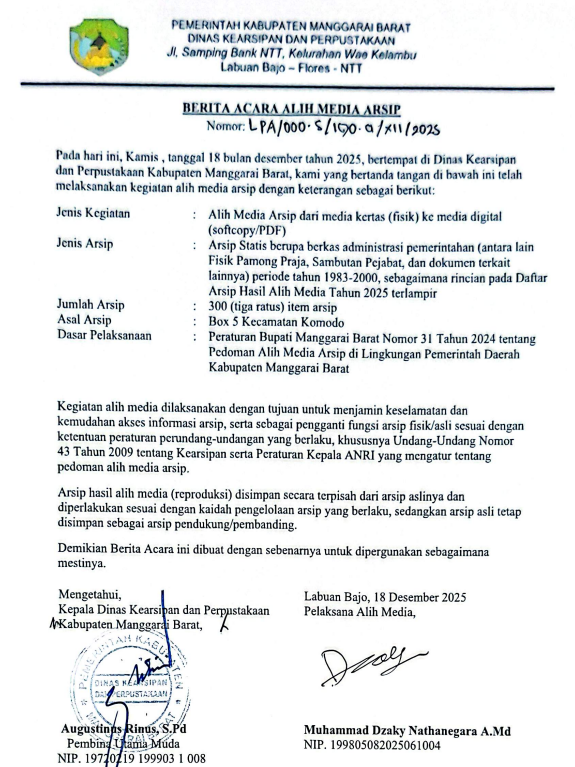 PEMERINTAH KABUPATEN MANGGARAI BARAT
DINAS KEARSIPAN DAN PERPUSTAKAAN
Jl, Samping Bank NTT, Kelurahan Wae Kelambu
Labuan Bajo – Flores - NTT
BERITA ACARA ALIH MEDIA ARSIP
Nomor: LPA/000.5/190.a/XII/2025
Pada hari ini, Kamis , tanggal 18 bulan desember tahun 2025, bertempat di Dinas Kearsipan
dan Perpustakaan Kabupaten Manggarai Barat, kami yang bertanda tangan di bawah ini telah
melaksanakan kegiatan alih media arsip dengan keterangan sebagai berikut:
Jenis Kegiatan : Alih Media Arsip dari media kertas (fisik) ke media digital
(softcopy/PDF)
Jenis Arsip : Arsip Statis berupa berkas administrasi pemerintahan (antara lain
Fisik Pamong Praja, Sambutan Pejabat, dan dokumen terkait
lainnya) periode tahun 1983-2000, sebagaimana rincian pada Daftar
Arsip Hasil Alih Media Tahun 2025 terlampir
Jumlah Arsip : 300 (tiga ratus) item arsip
Asal Arsip : Box 5 Kecamatan Komodo
Dasar Pelaksanaan : Peraturan Bupati Manggarai Barat Nomor 31 Tahun 2024 tentang
Pedoman Alih Media Arsip di Lingkungan Pemerintah Daerah
Kabupaten Manggarai Barat
Kegiatan alih media dilaksanakan dengan tujuan untuk menjamin keselamatan dan
kemudahan akses informasi arsip, serta sebagai pengganti fungsi arsip fisik/asli sesuai dengan
ketentuan peraturan perundang-undangan yang berlaku, khususnya Undang-Undang Nomor
43 Tahun 2009 tentang Kearsipan serta Peraturan Kepala ANRI yang mengatur tentang
pedoman alih media arsip.
Arsip hasil alih media (reproduksi) disimpan secara terpisah dari arsip aslinya dan
diperlakukan sesuai dengan kaidah pengelolaan arsip yang berlaku, sedangkan arsip asli tetap
disimpan sebagai arsip pendukung/pembanding.
Demikian Berita Acara ini dibuat dengan sebenarnya untuk dipergunakan sebagaimana
mestinya.
Mengetahui,
Kepala Dinas Kearsipan dan Perpustakaan
Kabupaten Manggarai Barat,
PEMERINTAH KABUPATEN
DINAS KEARSIPAN
DAN PERPUSTAKAAN
MANGGARAI BARAT
Augustinus Rinus, S.Pd
Pembina Utama Muda
NIP. 19720219 199903 1 008
Labuan Bajo, 18 Desember 2025
Pelaksana Alih Media,
Muhammad Dzaky Nathanegara A.Md
NIP. 199805082025061004